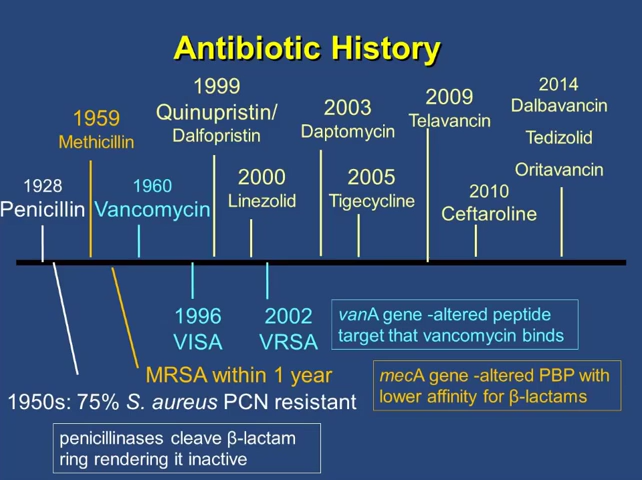 Antibiotic History
1928
Penicillin
1959
Methicillin
1960
Vancomycin
1999
Quinupristin/
Dalfopristin
2000
Linezolid
2003
Daptomycin
2005
Tigecycline
2009
Telavancin
2010
Ceftaroline
2014
Dalbavancin
Tedizolid
Oritavancin
1996
VISA
2002
VRSA
vanA gene -altered peptide
target that vancomycin binds
MRSA within 1 year
mecA gene -altered PBP with
lower affinity for β-lactams
1950s: 75% S. aureus PCN resistant
penicillinases cleave β-lactam
ring rendering it inactive